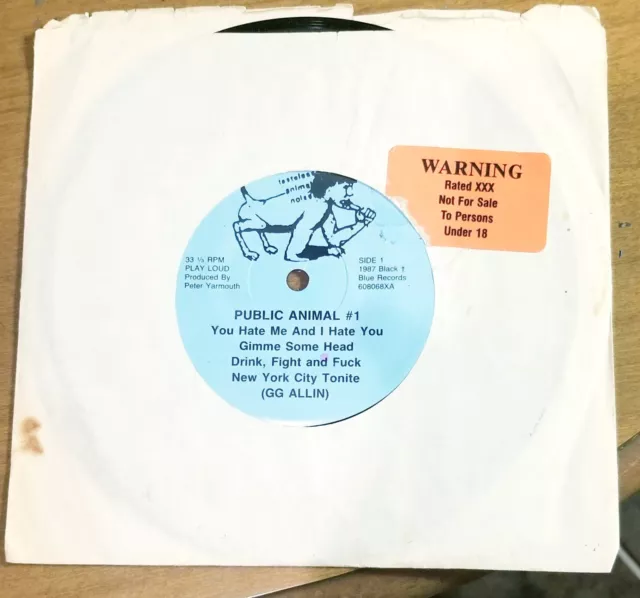 tasteless
animal
noise
WARNING
Rated XXX
Not For Sale
To Persons
Under 18
33 ⅓ RPM
PLAY LOUD
Produced By
Peter Yarmouth
SIDE 1
1987 Black 1
Blue Records
608068XA
PUBLIC ANIMAL #1
You Hate Me And I Hate You
Gimme Some Head
Drink, Fight and Fuck
New York City Tonite
(GG ALLIN)